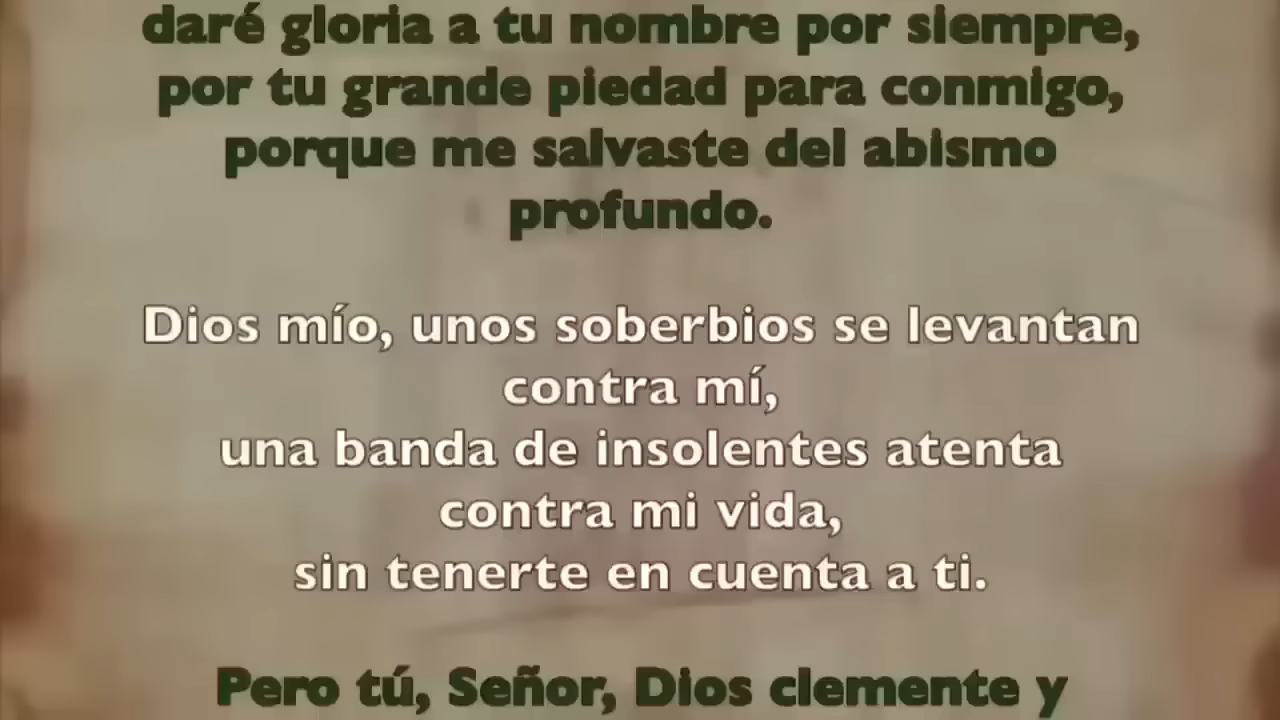 daré gloria a tu nombre por siempre,
por tu grande piedad para conmigo,
porque me salvaste del abismo
profundo.
Dios mío, unos soberbios se levantan
contra mí,
una banda de insolentes atenta
contra mi vida,
sin tenerte en cuenta a ti.
Pero tú, Señor, Dios clemente y